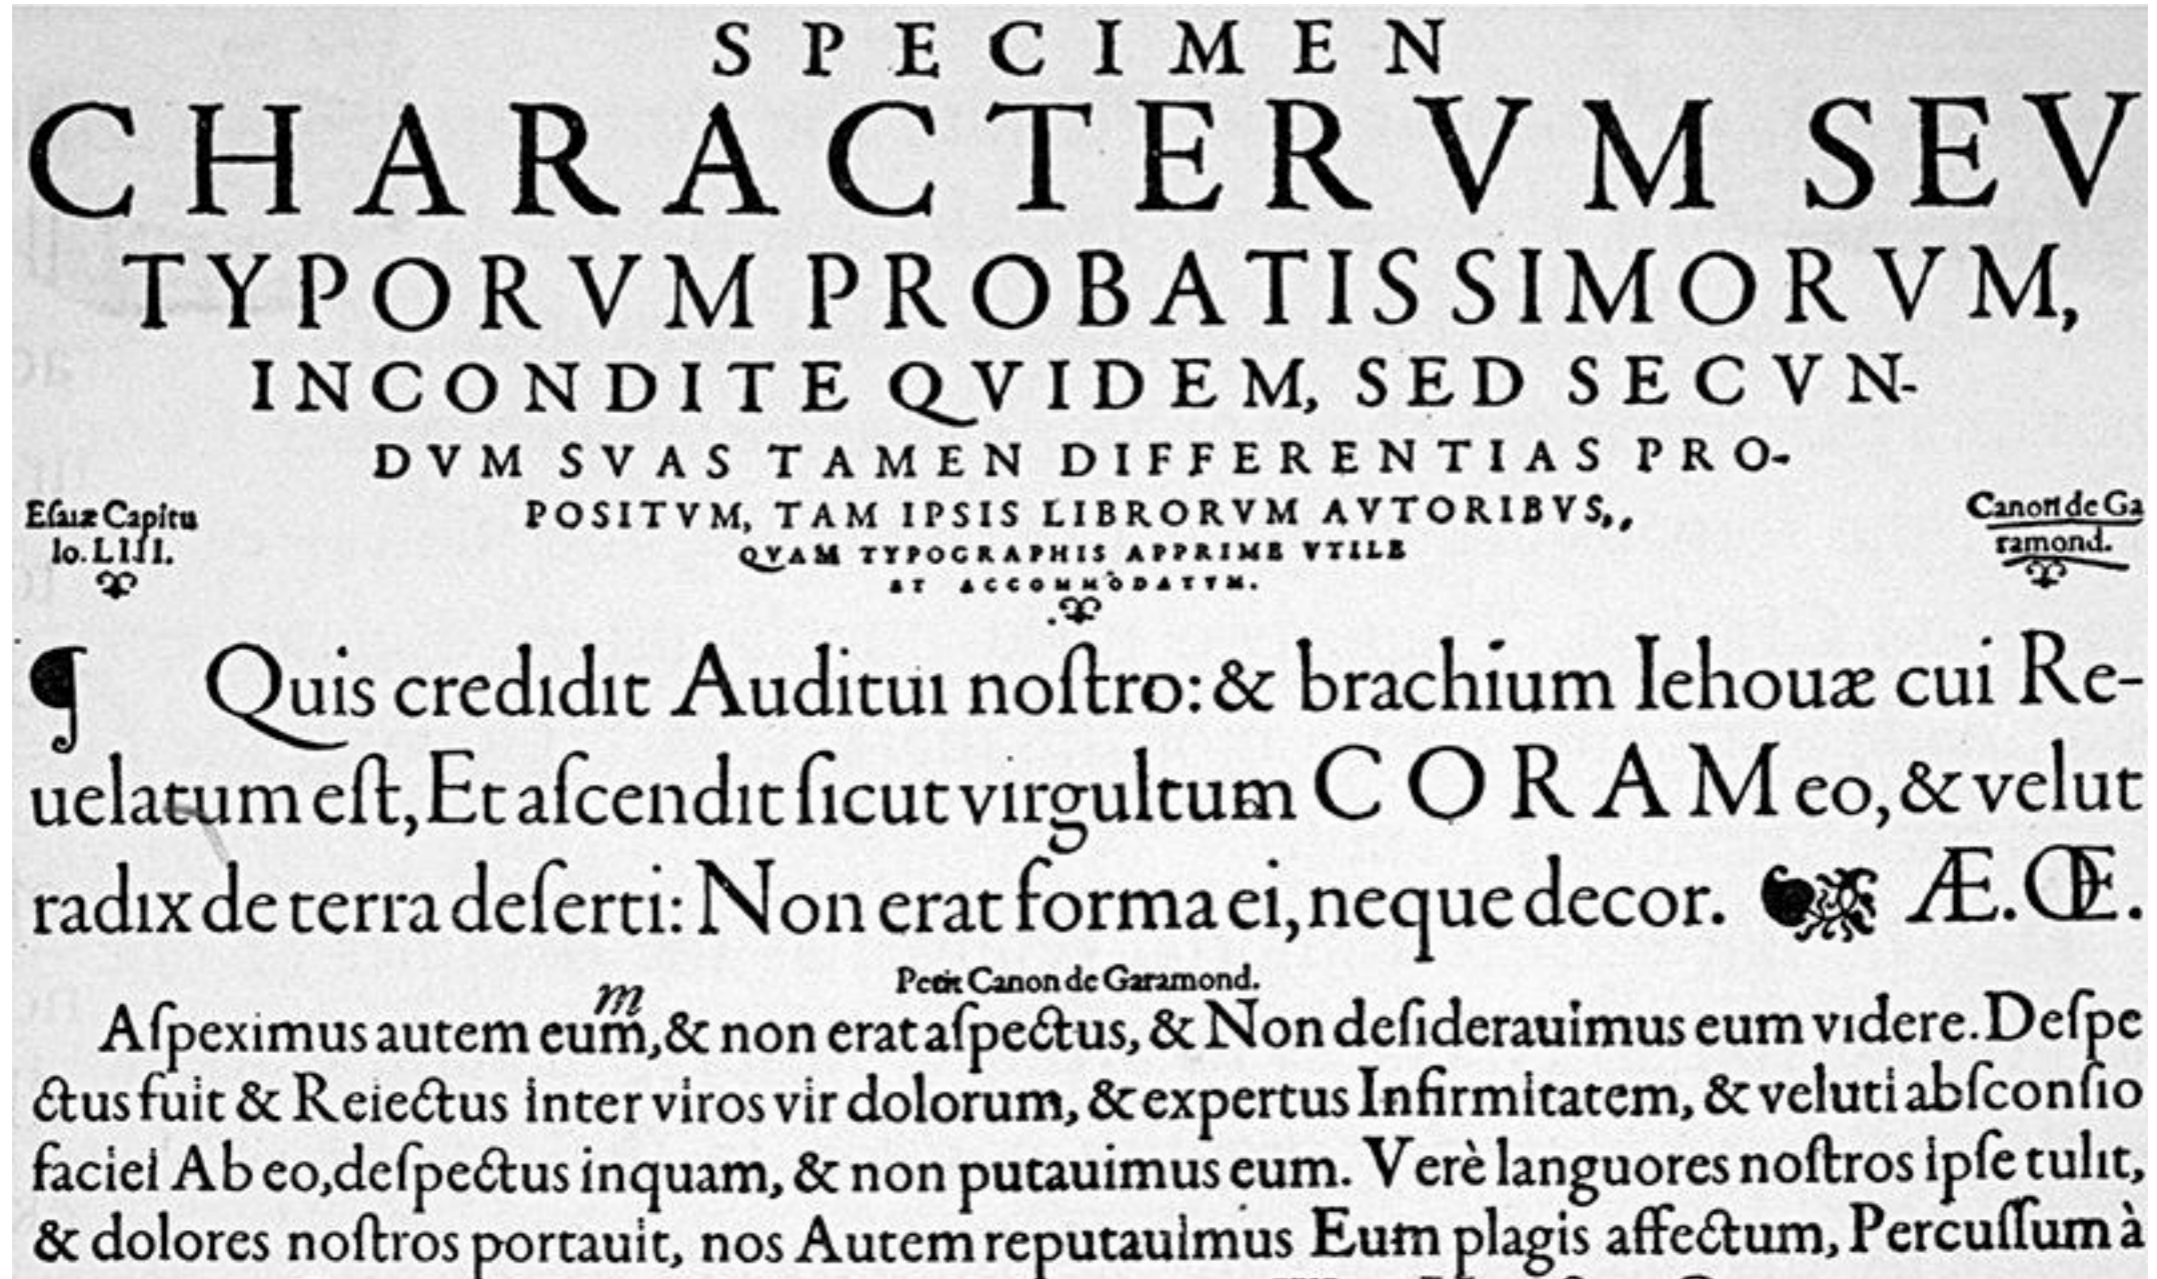 SPECIMEN
CHARACTERVM SEV
TYPORVM PROBATISSIMORVM,
INCONDITE QVIDEM, SED SECVN-
DVM SVAS TAMEN DIFFERENTIAS PRO-
POSITVM, TAM IPSIS LIBRORVM AVTORIBVS,,
QVAM TYPOGRAPHIS APPRIME VTILE
ET ACCOMMODATVM.
Eſaiæ Capitu
lo. LIII.
Canon de Ga
ramond.
¶ Quis credidit Auditui noſtro: & brachium Iehouæ cui Re-
uelatum eſt, Et aſcendit ſicut virgultum CORAM eo, & velut
radix de terra deſerti: Non erat forma ei, neque decor. ❧ Æ. Œ.
Petit Canon de Garamond.
m
Aſpeximus autem eum, & non erat aſpectus, & Non deſiderauimus eum videre. Deſpe
ctus fuit & Reiectus inter viros vir dolorum, & expertus Infirmitatem, & veluti abſconſio
faciei Ab eo, deſpectus inquam, & non putauimus eum. Verè languores noſtros ipſe tulit,
& dolores noſtros portauit, nos Autem reputauimus Eum plagis affectum, Percuſſum à